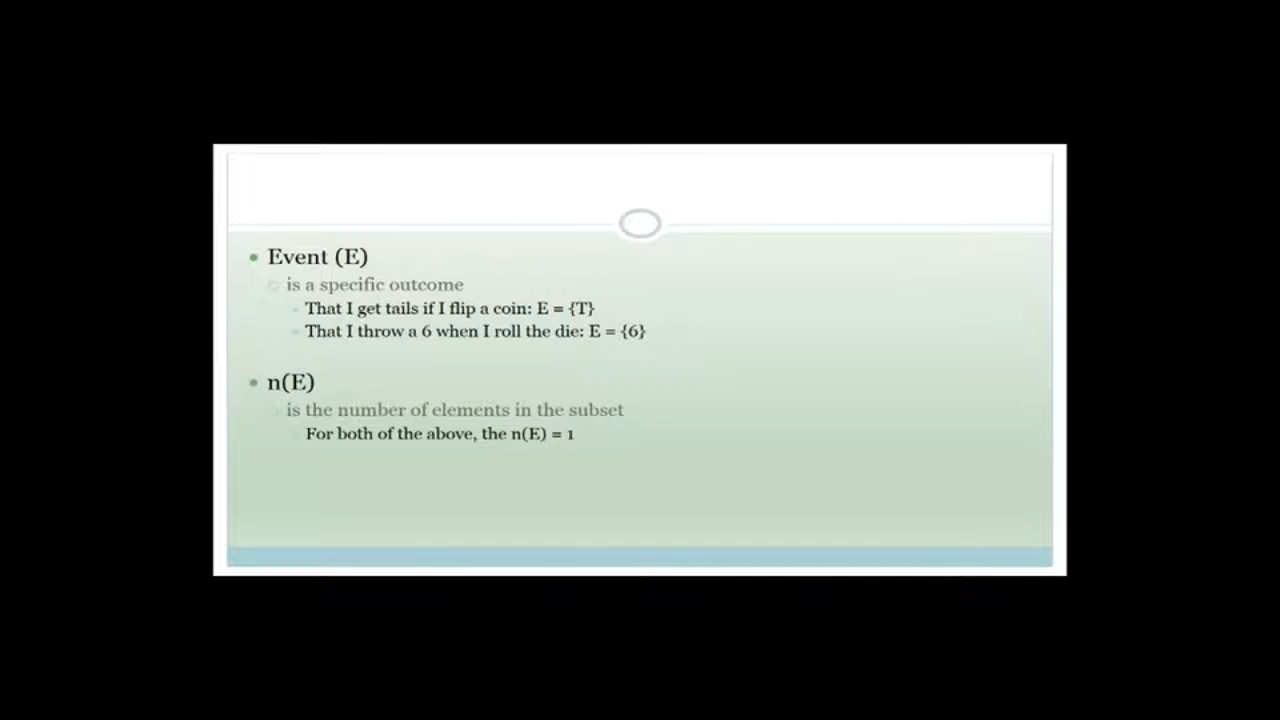 Event (E)
is a specific outcome
That I get tails if I flip a coin: E = {T}
That I throw a 6 when I roll the die: E = {6}
n(E)
is the number of elements in the subset
For both of the above, the n(E) = 1